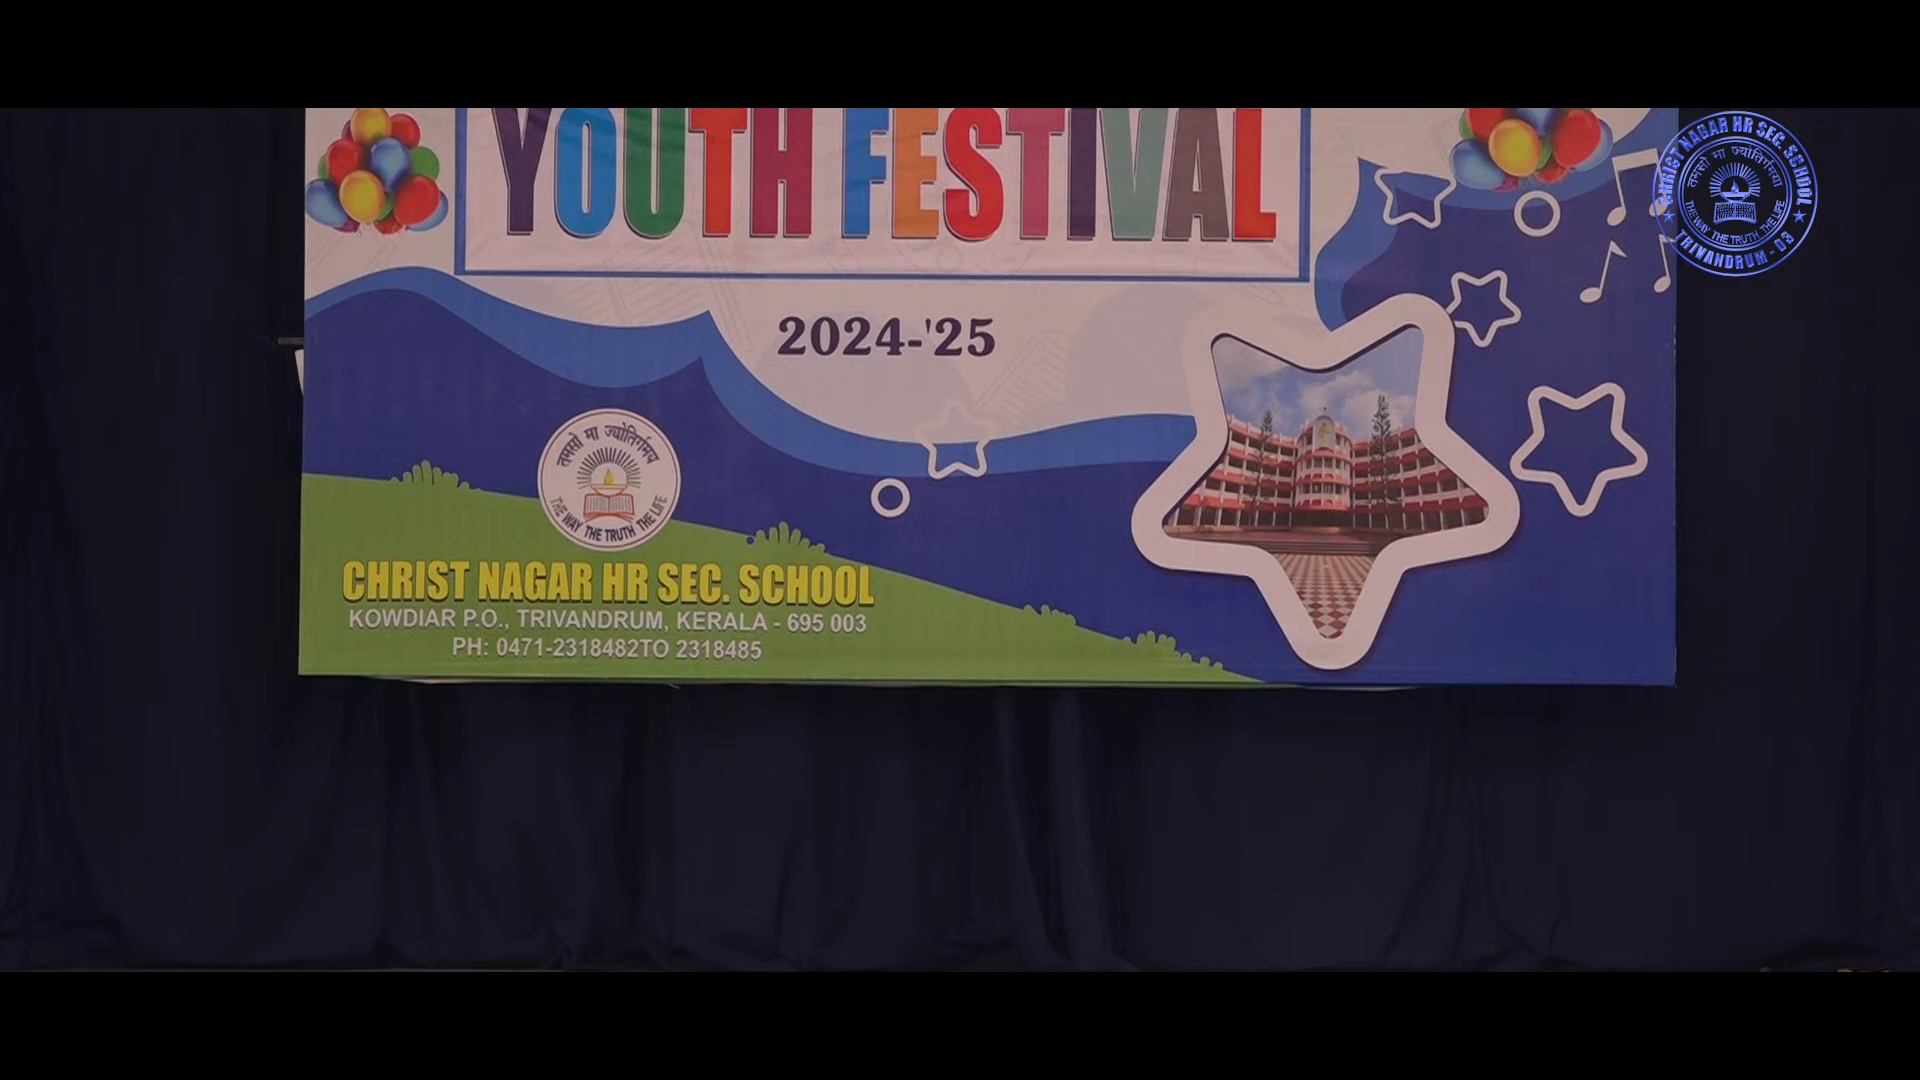 YOUTH FESTIVAL
2024-'25
तमसो मा ज्योतिर्गमय
THE WAY THE TRUTH THE LIFE
CHRIST NAGAR HR SEC. SCHOOL
KOWDIAR P.O., TRIVANDRUM, KERALA - 695 003
PH: 0471-2318482TO 2318485
CHRIST NAGAR HR SEC. SCHOOL
तमसो मा ज्योतिर्गमय
THE WAY THE TRUTH THE LIFE
TRIVANDRUM - 03